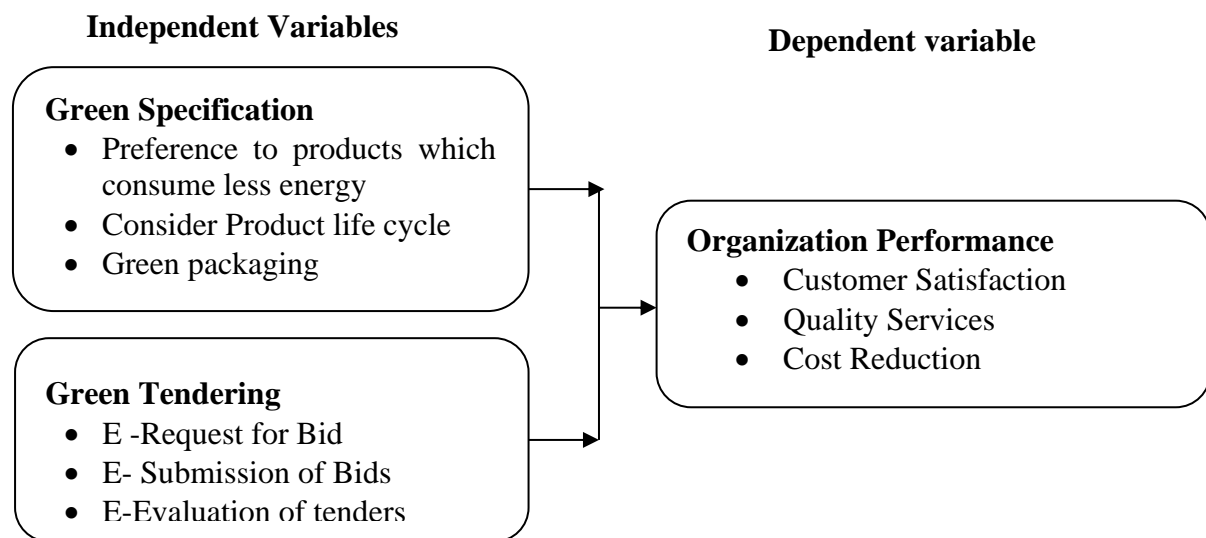 Independent Variables
Dependent variable
Green Specification
• Preference to products which
consume less energy
• Consider Product life cycle
• Green packaging
Green Tendering
• E -Request for Bid
• E- Submission of Bids
• E-Evaluation of tenders
Organization Performance
• Customer Satisfaction
• Quality Services
• Cost Reduction